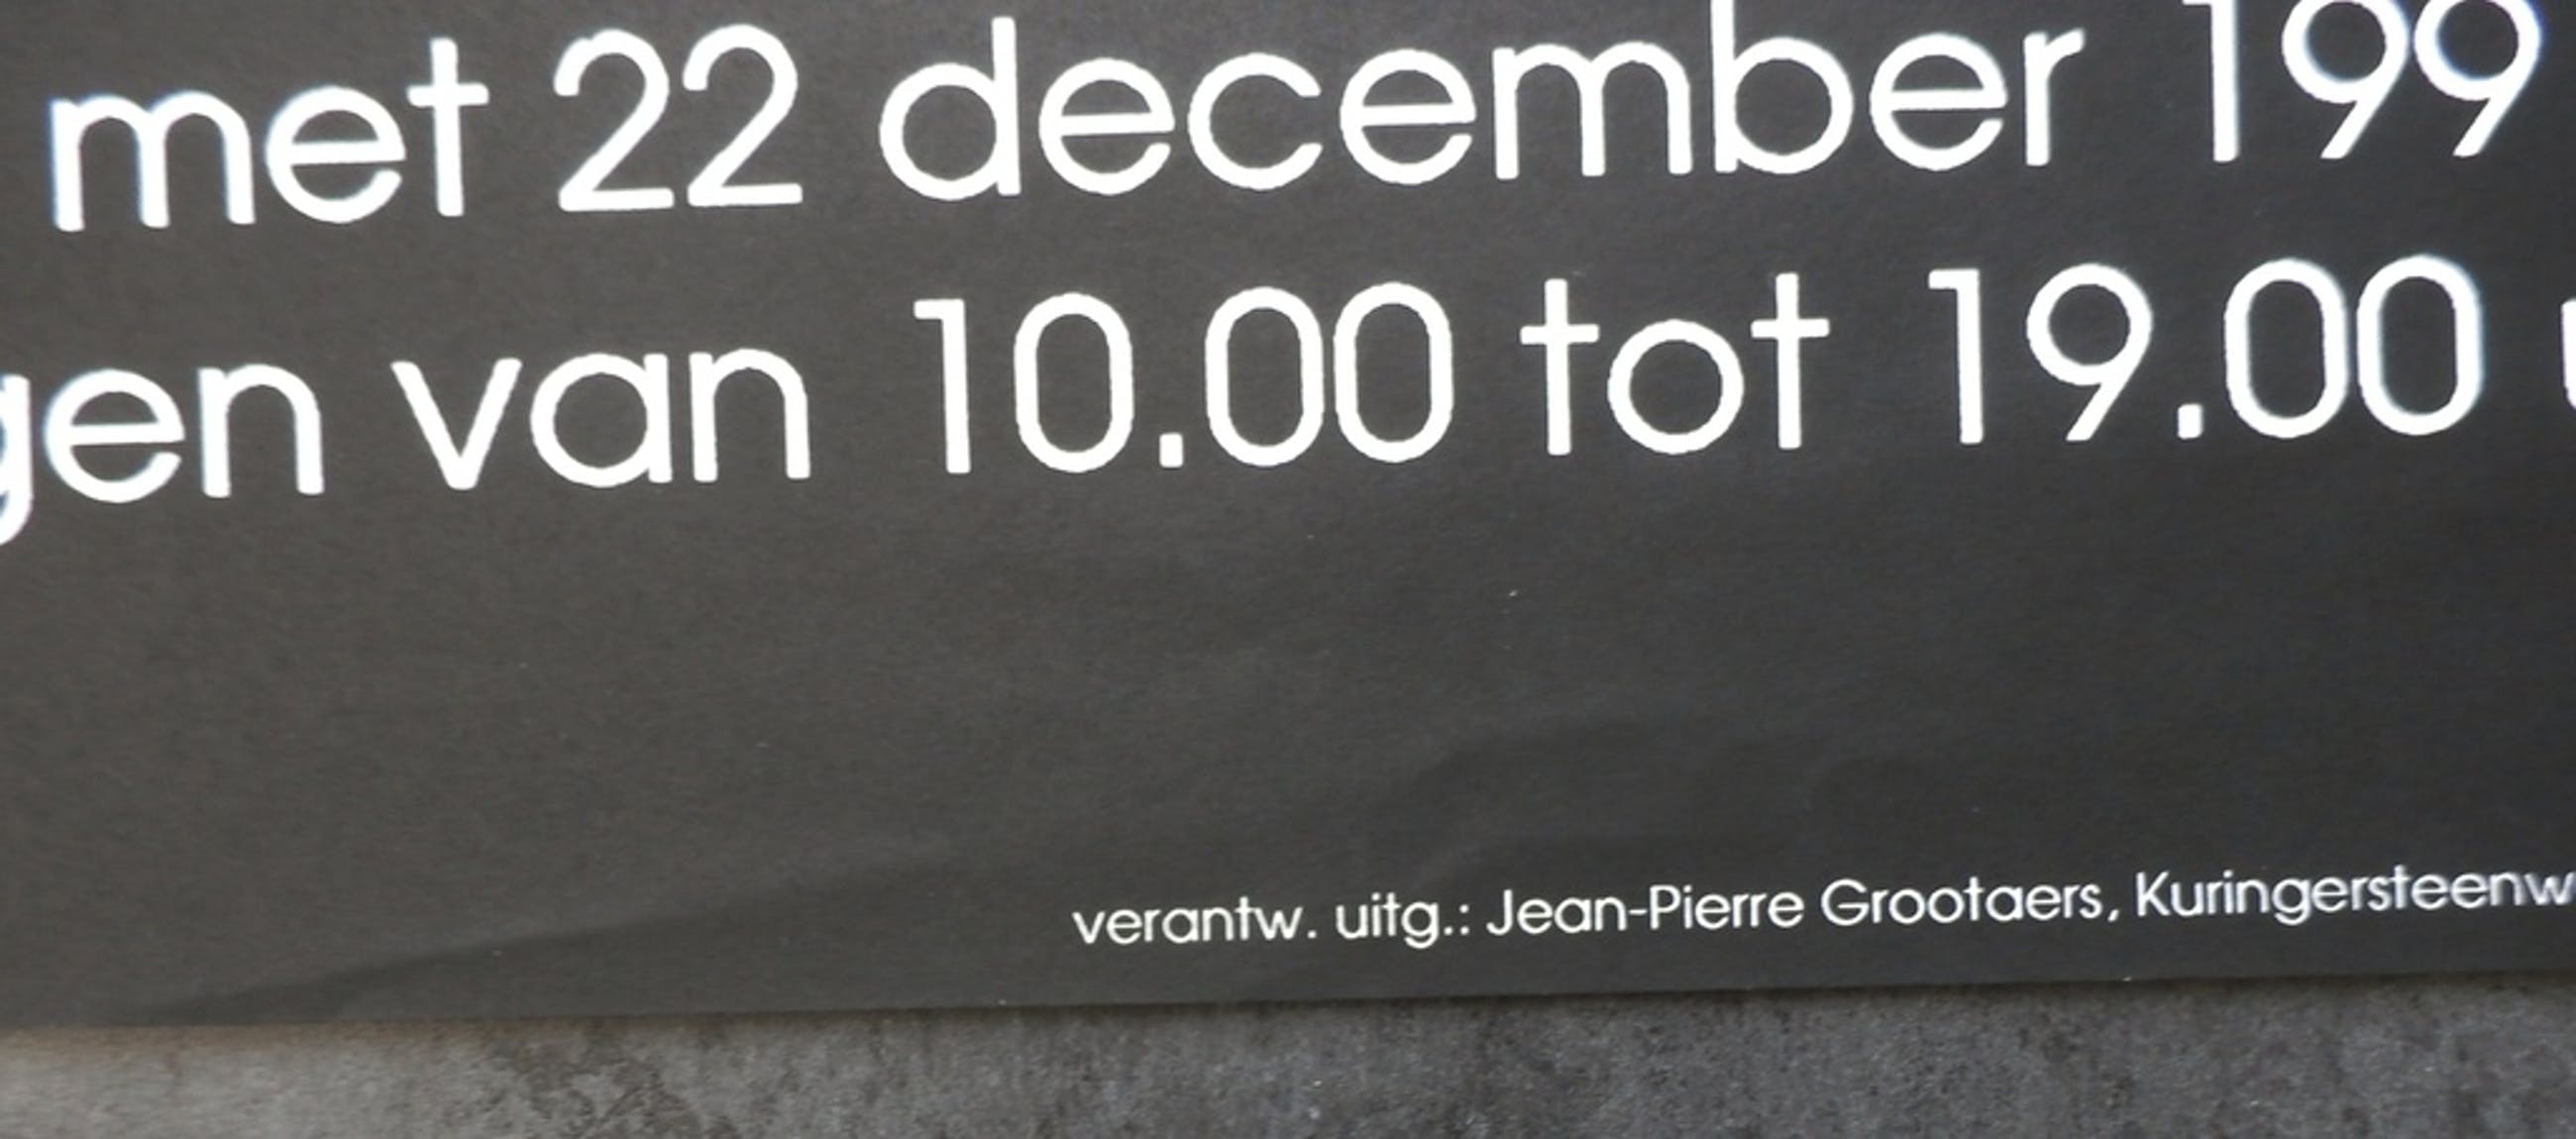 met 22 december 199
gen van 10.00 tot 19.00
verantw. uitg.: Jean-Pierre Grootaers, Kuringersteenw